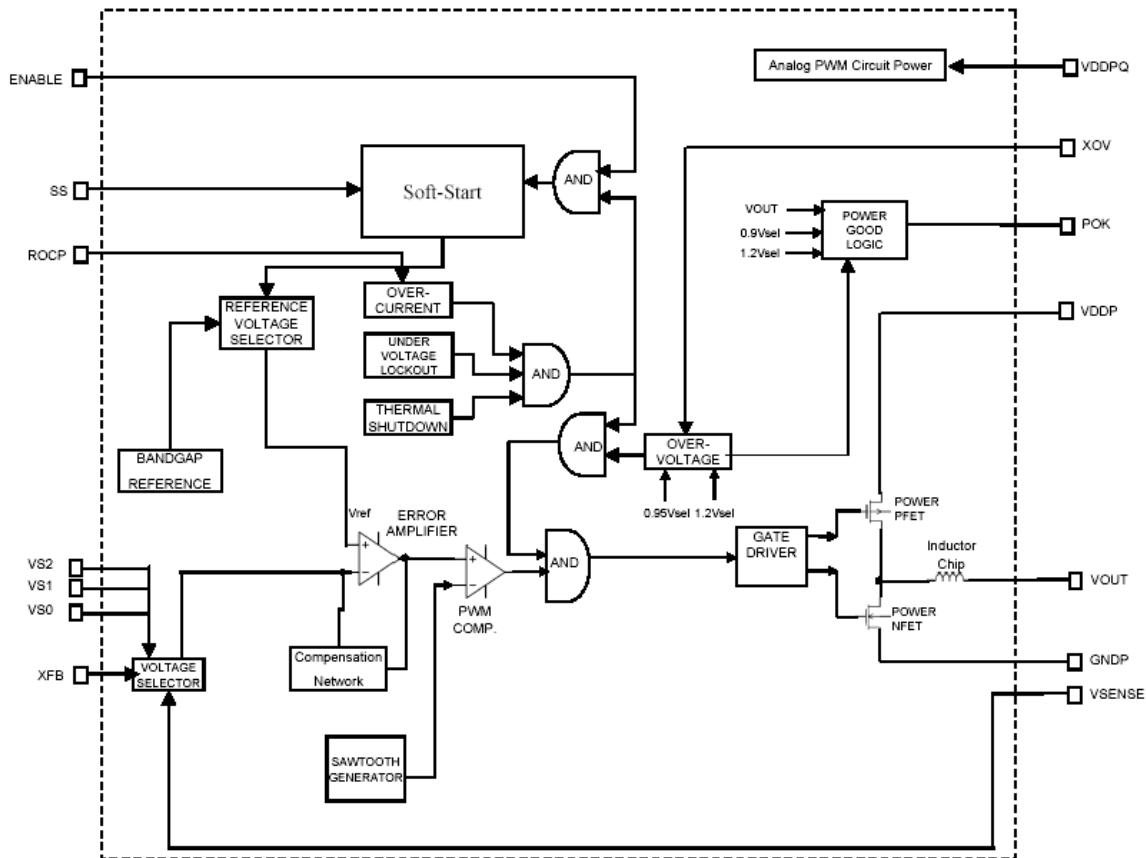 ENABLE
Analog PWM Circuit Power
VDDPQ
XOV
AND
Soft-Start
SS
VOUT
0.9Vsel
1.2Vsel
POWER
GOOD
LOGIC
POK
ROCP
OVER-
CURRENT
REFERENCE
VOLTAGE
SELECTOR
VDDP
UNDER
VOLTAGE
LOCKOUT
AND
THERMAL
SHUTDOWN
AND
OVER-
VOLTAGE
BANDGAP
REFERENCE
0.95Vsel 1.2Vsel
Vref
ERROR
AMPLIFIER
POWER
PFET
GATE
DRIVER
Inductor
Chip
AND
VS2
VS1
VS0
+
−
+
−
PWM
COMP.
VOUT
POWER
NFET
XFB
VOLTAGE
SELECTOR
Compensation
Network
GNDP
VSENSE
SAWTOOTH
GENERATOR